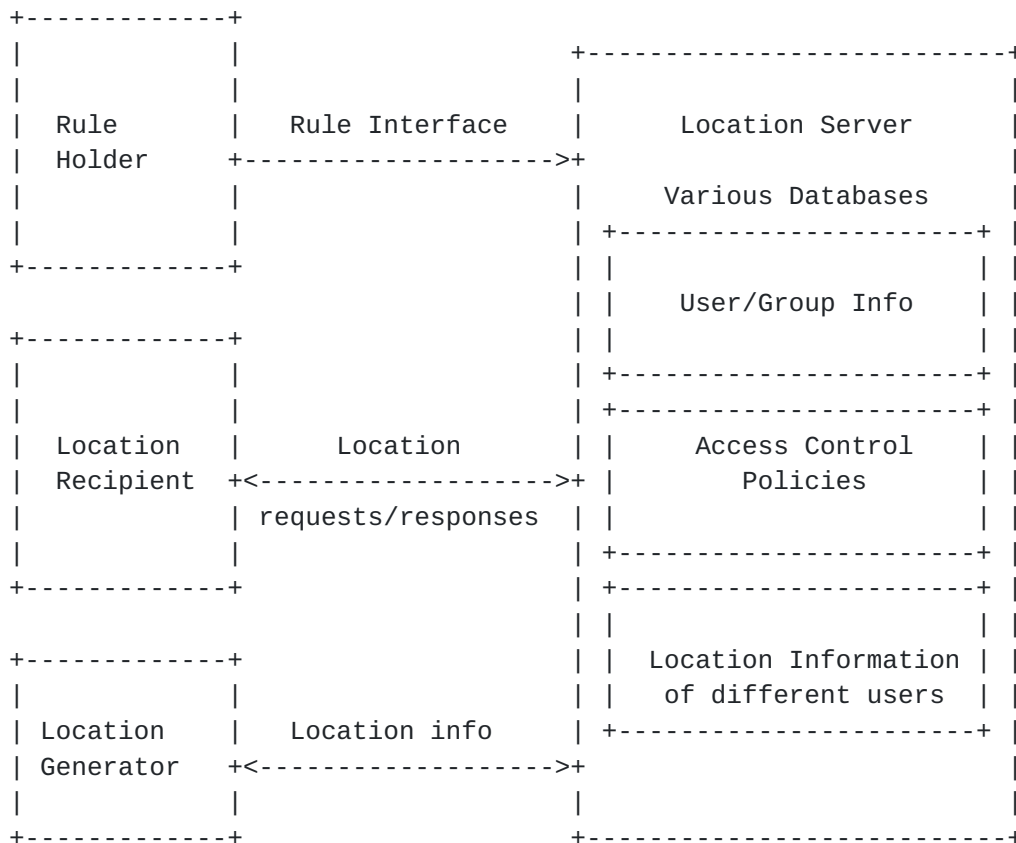 Rule Interface
Rule
Holder
Location Server
Various Databases
User/Group Info
Location
Recipient
Location
requests/responses
Access Control
Policies
Location Information
of different users
Location
Generator
Location info